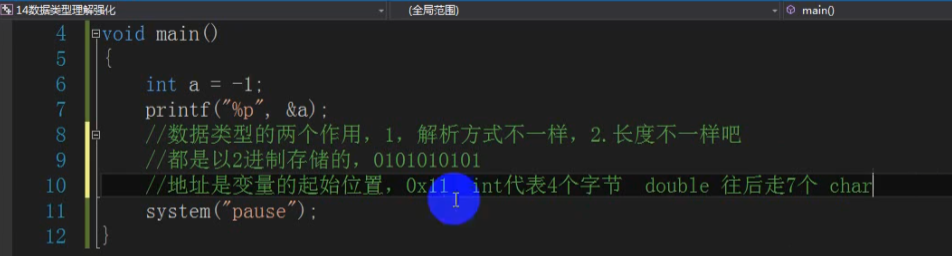 14数据类型理解强化 (全局范围) main()
4 void main()
5 {
6 int a = -1;
7 printf("%p", &a);
8 //数据类型的两个作用，1，解析方式不一样，2.长度不一样吧
9 //都是以2进制存储的，0101010101
10 //地址是变量的起始位置，0x11, int代表4个字节 double 往后走7个 char
11 system("pause");
12 }